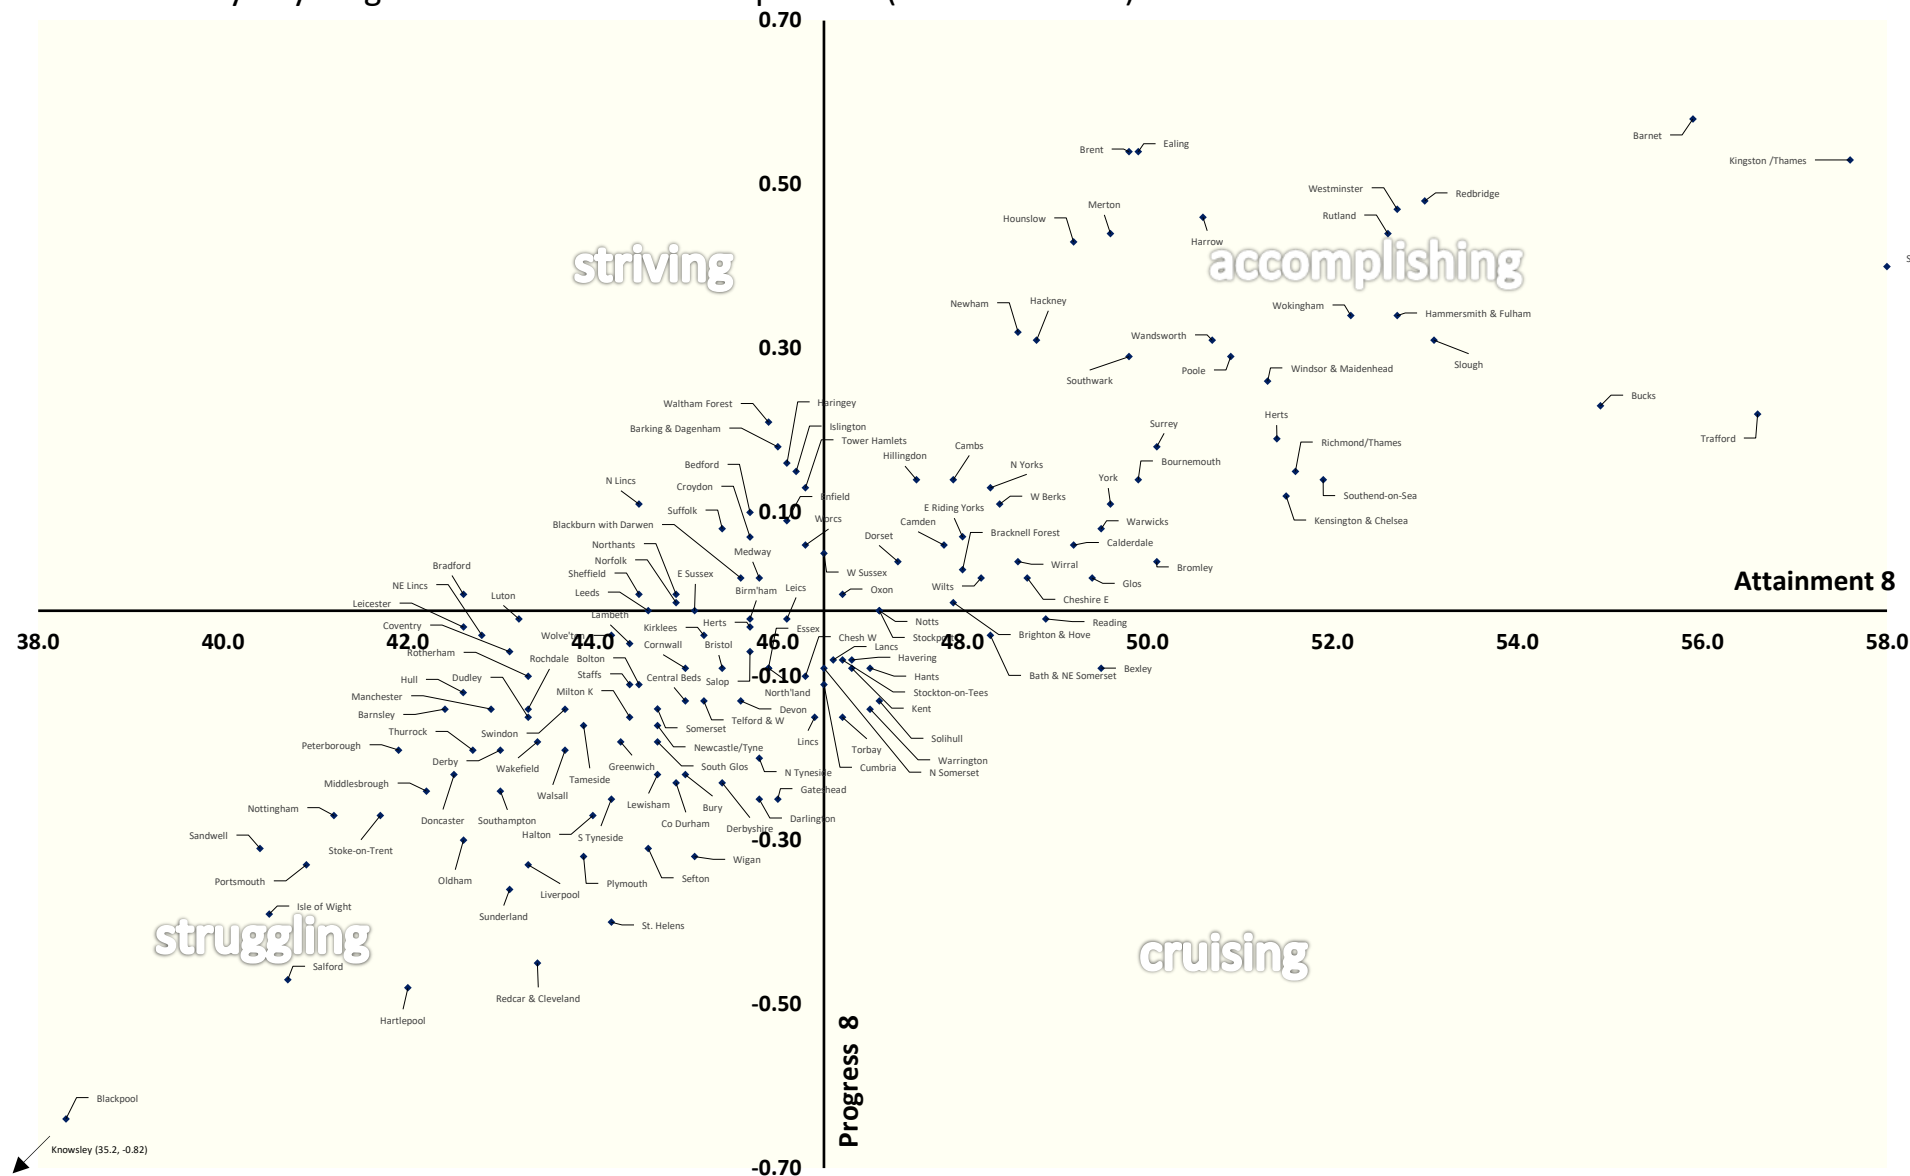 0.70
Barnet
Brent
Ealing
Kingston /Thames
0.50
Westminster
Redbridge
Merton
Rutland
Hounslow
Harrow
striving
accomplishing
S
Newham
Hackney
Wokingham
Hammersmith & Fulham
Wandsworth
0.30
Slough
Poole
Windsor & Maidenhead
Southwark
Bucks
Waltham Forest
Haringey
Herts
Barking & Dagenham
Islington
Surrey
Tower Hamlets
Cambs
Richmond/Thames
Trafford
Hillingdon
Bedford
N Yorks
Bournemouth
N Lincs
Croydon
York
Enfield
W Berks
Southend-on-Sea
Suffolk
0.10
E Riding Yorks
Blackburn with Darwen
Worcs
Camden
Warwicks
Kensington & Chelsea
Northants
Medway
Dorset
Bracknell Forest
Calderdale
Norfolk
Bradford
Sheffield
E Sussex
W Sussex
Wirral
Bromley
NE Lincs
Leeds
Birm'ham
Leics
Oxon
Wilts
Glos
Attainment 8
Leicester
Luton
Lambeth
Cheshire E
Coventry
Wolve'ton
Kirklees
Herts
Essex
Notts
Reading
Chesh W
Stockport
Brighton & Hove
38.0
40.0
42.0
44.0
46.0
48.0
50.0
52.0
54.0
56.0
58.0
Rotherham
Rochdale
Bolton
Cornwall
Bristol
Lancs
Havering
Bexley
Hull
Dudley
Staffs
Central Beds
Salop
-0.10
Hants
Bath & NE Somerset
Manchester
Milton K
North'land
Stockton-on-Tees
Barnsley
Devon
Kent
Thurrock
Swindon
Somerset
Telford & W
Peterborough
Newcastle/Tyne
Lincs
Torbay
Solihull
Derby
Wakefield
Tameside
Greenwich
South Glos
N Tyneside
Cumbria
Warrington
N Somerset
Middlesbrough
Walsall
Lewisham
Bury
Gateshead
Nottingham
Doncaster
Southampton
Co Durham
Derbyshire
Darlington
Sandwell
Halton
S Tyneside
-0.30
Stoke-on-Trent
Wigan
Portsmouth
Oldham
Liverpool
Plymouth
Sefton
Isle of Wight
Sunderland
St. Helens
struggling
cruising
Salford
Redcar & Cleveland
-0.50
Hartlepool
Progress 8
Blackpool
Knowsley (35.2, -0.82)
-0.70